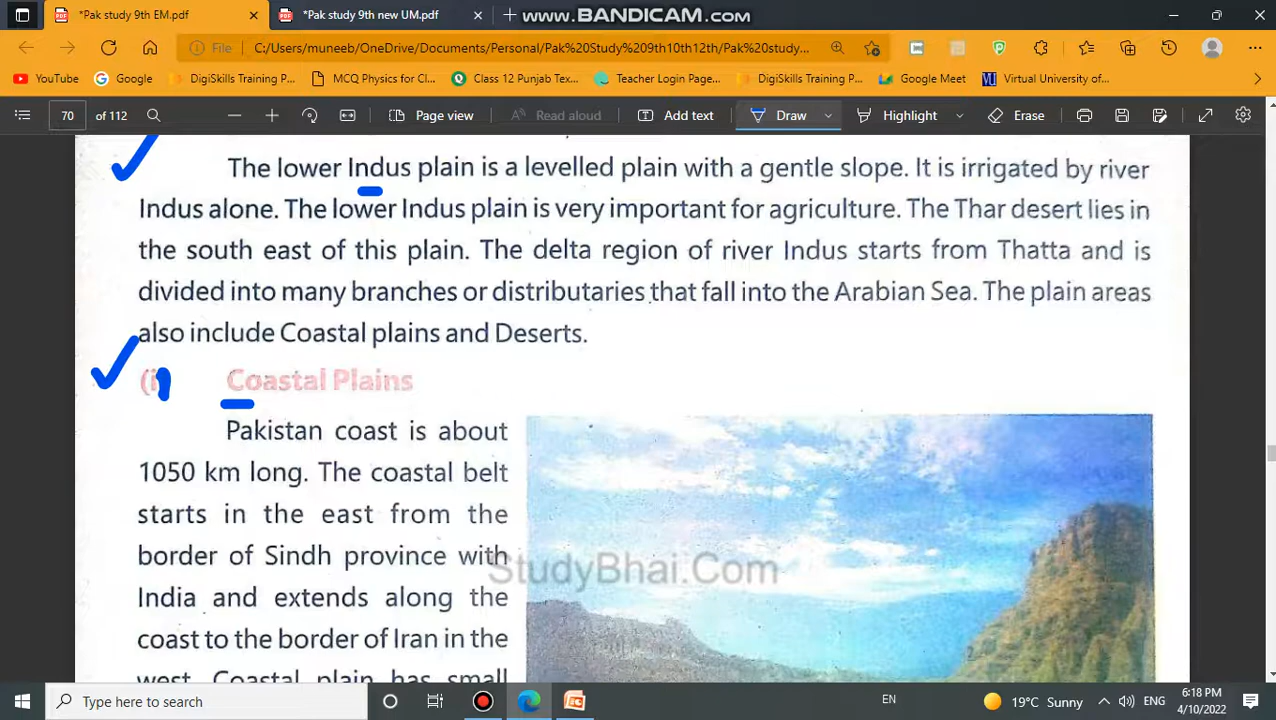 *Pak study 9th EM.pdf
*Pak study 9th new UM.pdf
www.BANDICAM.com
File
C:/Users/muneeb/OneDrive/Documents/Personal/Pak%20Study%209th10th12th/Pak%20study...
YouTube
Google
DigiSkills Training P...
MCQ Physics for Cl...
Class 12 Punjab Tex...
Teacher Login Page...
DigiSkills Training P...
Google Meet
Virtual University of...
70 of 112
Page view
Read aloud
Add text
Draw
Highlight
Erase
The lower Indus plain is a levelled plain with a gentle slope. It is irrigated by river
Indus alone. The lower Indus plain is very important for agriculture. The Thar desert lies in
the south east of this plain. The delta region of river Indus starts from Thatta and is
divided into many branches or distributaries that fall into the Arabian Sea. The plain areas
also include Coastal plains and Deserts.
Coastal Plains
Pakistan coast is about
1050 km long. The coastal belt
starts in the east from the
border of Sindh province with
India and extends along the
coast to the border of Iran in the
west. Coastal plain has small
StudyBhai.Com
Type here to search
EN
19°C Sunny
ENG
6:18 PM
4/10/2022